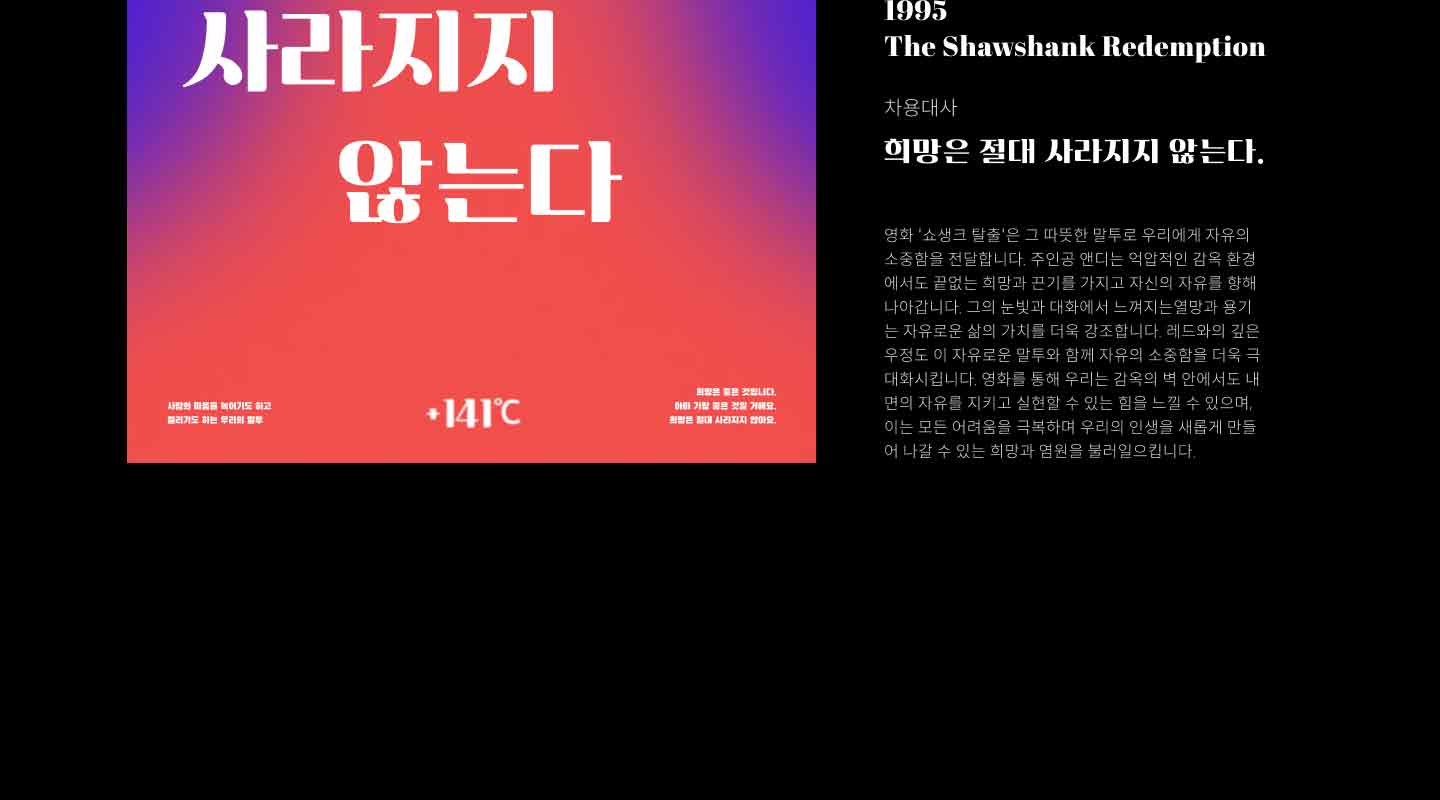 사라지지
않는다
사람의 마음을 녹이기도 하고
돌리기도 하는 우리의 말투
+141℃
희망은 좋은 것입니다.
아마 가장 좋은 것일 거예요.
희망은 절대 사라지지 않아요.
1995
The Shawshank Redemption
차용대사
희망은 절대 사라지지 않는다.
영화 '쇼생크 탈출'은 그 따뜻한 말투로 우리에게 자유의
소중함을 전달합니다. 주인공 앤디는 억압적인 감옥 환경
에서도 끝없는 희망과 끈기를 가지고 자신의 자유를 향해
나아갑니다. 그의 눈빛과 대화에서 느껴지는열망과 용기
는 자유로운 삶의 가치를 더욱 강조합니다. 레드와의 깊은
우정도 이 자유로운 말투와 함께 자유의 소중함을 더욱 극
대화시킵니다. 영화를 통해 우리는 감옥의 벽 안에서도 내
면의 자유를 지키고 실현할 수 있는 힘을 느낄 수 있으며,
이는 모든 어려움을 극복하며 우리의 인생을 새롭게 만들
어 나갈 수 있는 희망과 염원을 불러일으킵니다.